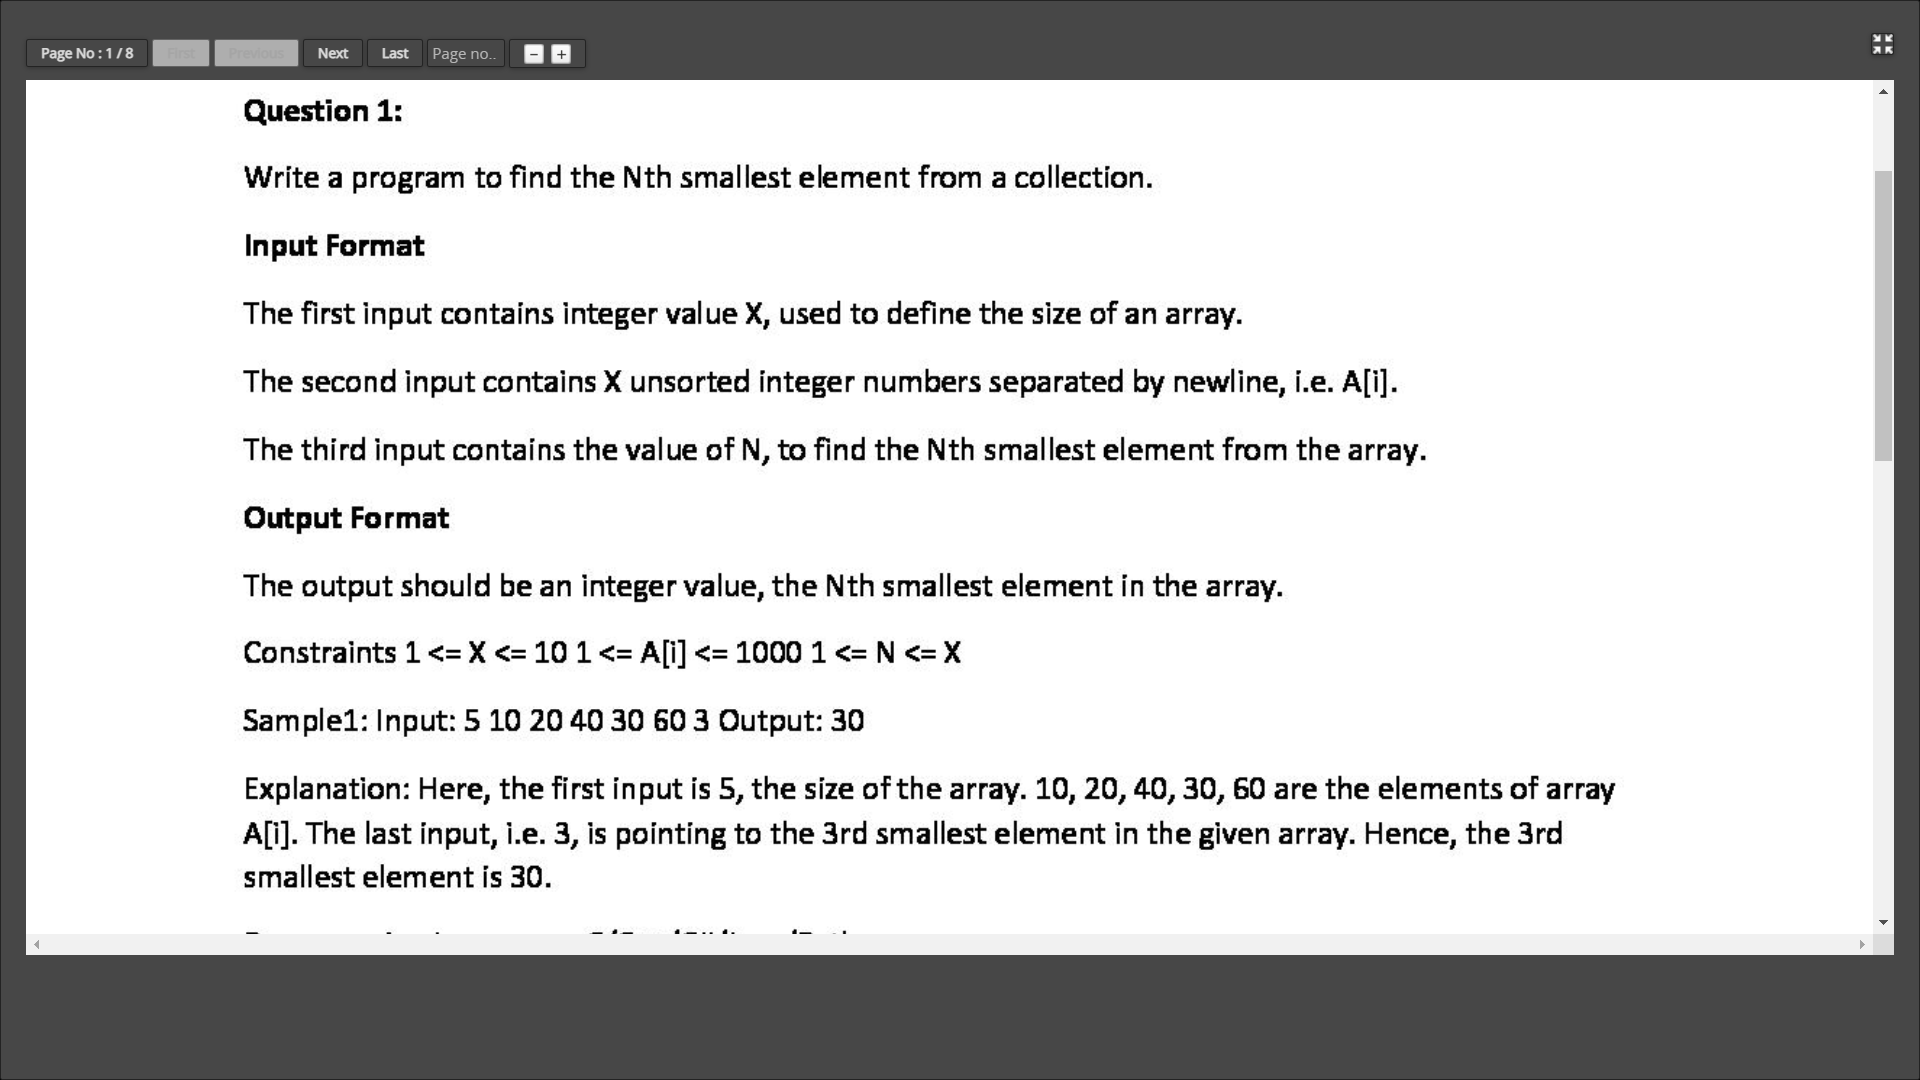 Page No : 1 / 8 First Previous Next Last Page no.. − +
Question 1:
Write a program to find the Nth smallest element from a collection.
Input Format
The first input contains integer value X, used to define the size of an array.
The second input contains X unsorted integer numbers separated by newline, i.e. A[i].
The third input contains the value of N, to find the Nth smallest element from the array.
Output Format
The output should be an integer value, the Nth smallest element in the array.
Constraints 1 <= X <= 10 1 <= A[i] <= 1000 1 <= N <= X
Sample1: Input: 5 10 20 40 30 60 3 Output: 30
Explanation: Here, the first input is 5, the size of the array. 10, 20, 40, 30, 60 are the elements of array
A[i]. The last input, i.e. 3, is pointing to the 3rd smallest element in the given array. Hence, the 3rd
smallest element is 30.